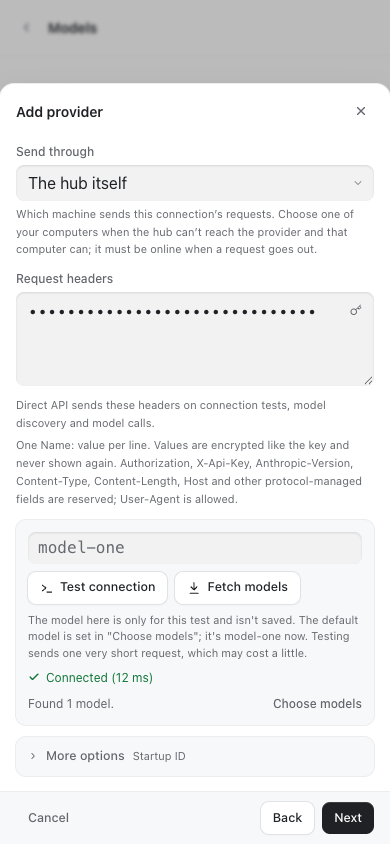 Models
Add provider
Send through
The hub itself
Which machine sends this connection's requests. Choose one of
your computers when the hub can't reach the provider and that
computer can; it must be online when a request goes out.
Request headers
••••••••••••••••••••••••••••••
Direct API sends these headers on connection tests, model
discovery and model calls.
One Name: value per line. Values are encrypted like the key and
never shown again. Authorization, X-Api-Key, Anthropic-Version,
Content-Type, Content-Length, Host and other protocol-managed
fields are reserved; User-Agent is allowed.
model-one
Test connection
Fetch models
The model here is only for this test and isn't saved. The default
model is set in "Choose models"; it's model-one now. Testing
sends one very short request, which may cost a little.
Connected (12 ms)
Found 1 model.
Choose models
More options Startup ID
Cancel
Back
Next